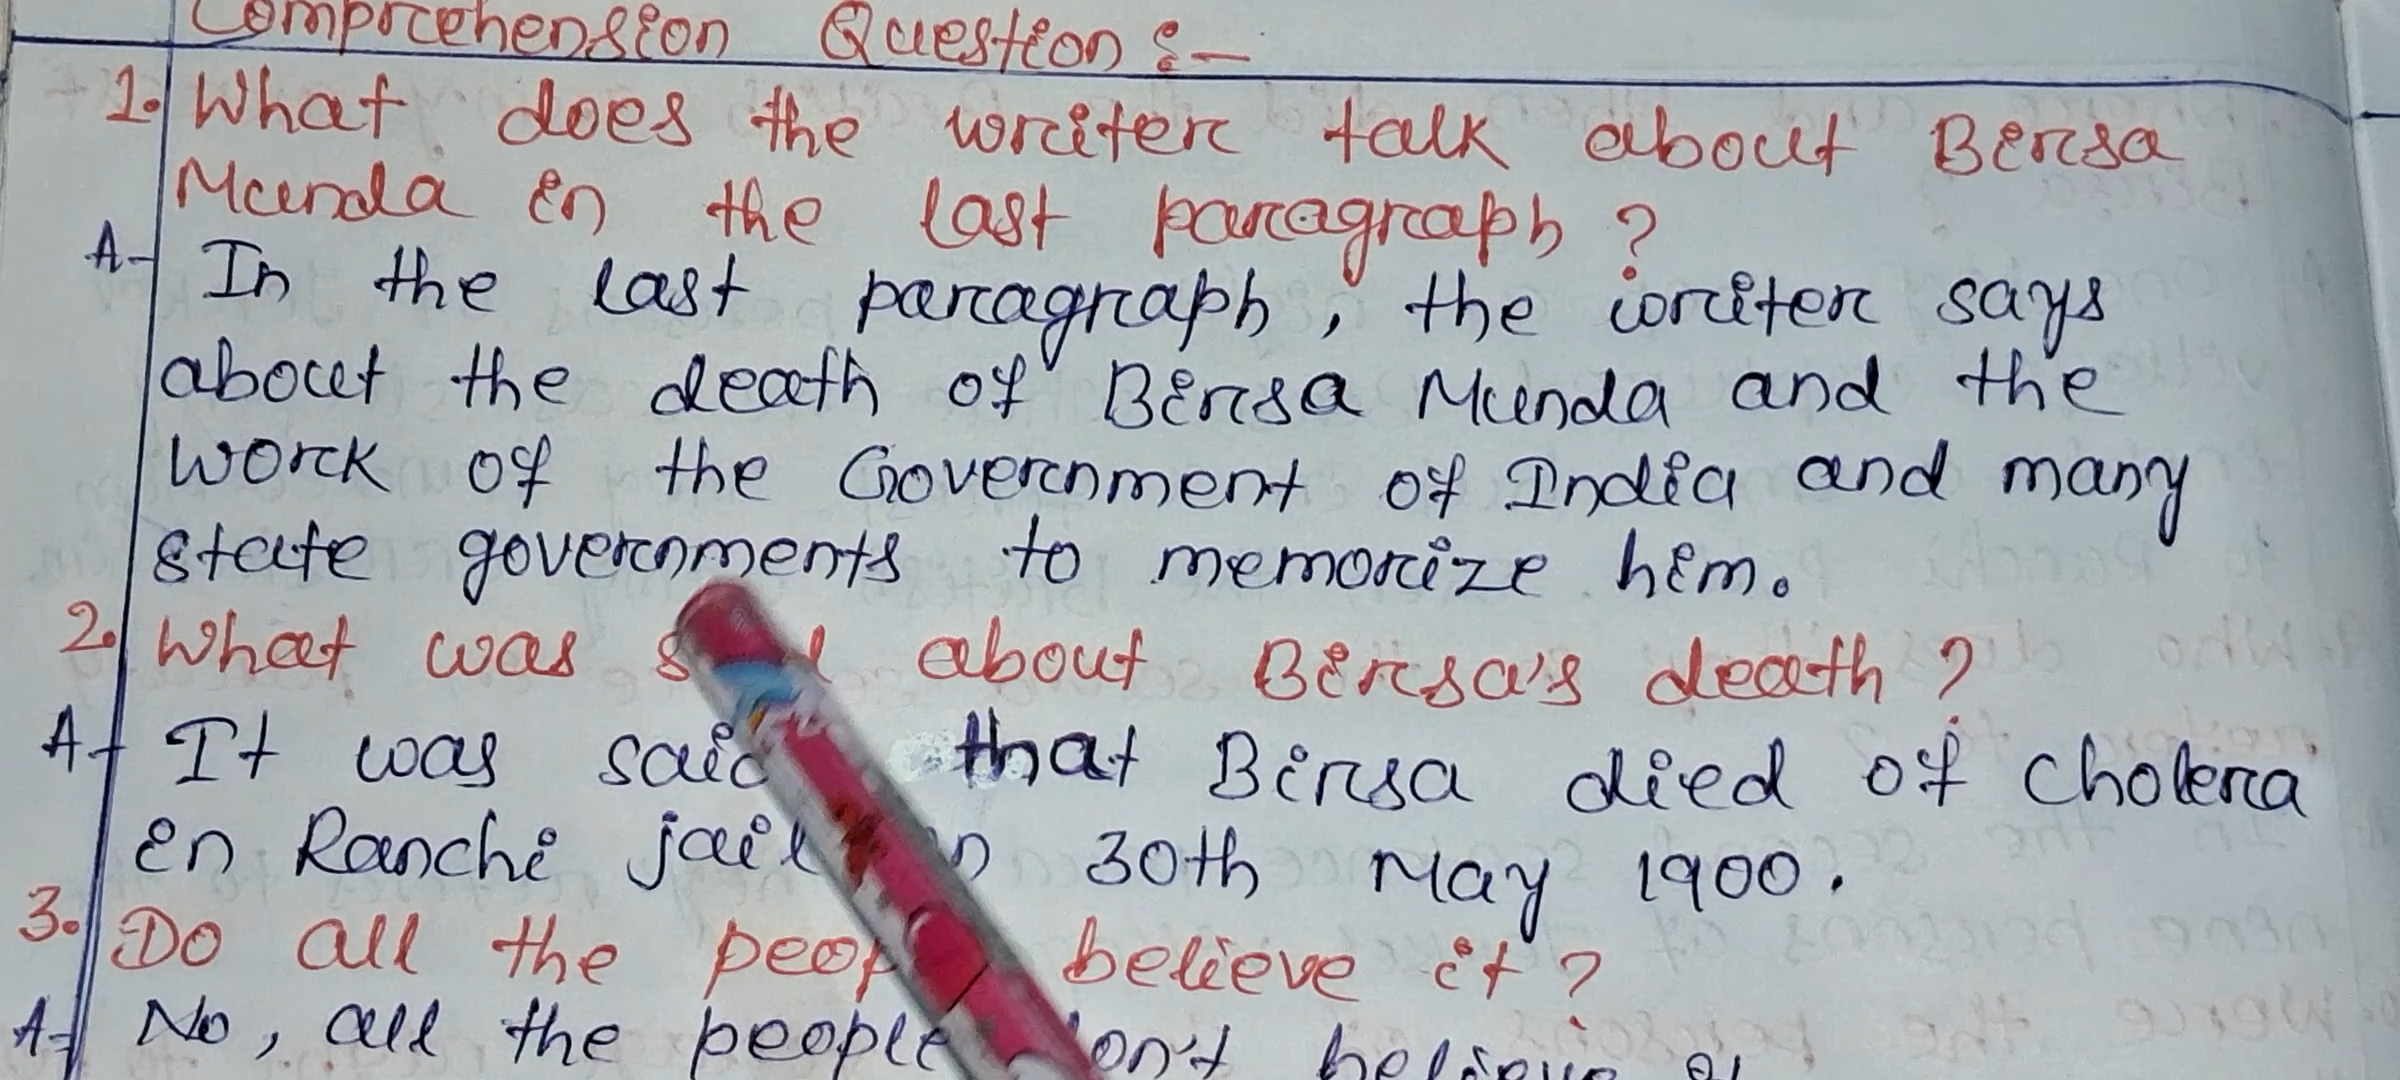 Comprehension Question :-
1. What does the writer talk about Birsa
Munda in the last paragraph ?
A- In the last paragraph, the writer says
about the death of Birsa Munda and the
work of the Government of India and many
state governments to memorize him.
2. What was about Birsa's death ?
A- It was said that Birsa died of cholera
in Ranchi jail 30th May 1900.
3. Do all the believe it ?
A- No, all the people believe